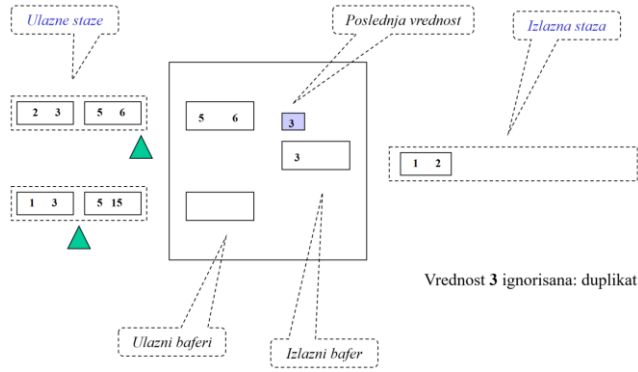 Ulazne staze
Poslednja vrednost
Izlazna staza
2 3 5 6
5 6
3
3
1 2
1 3 5 15
Vrednost 3 ignorisana: duplikat
Ulazni baferi
Izlazni bafer